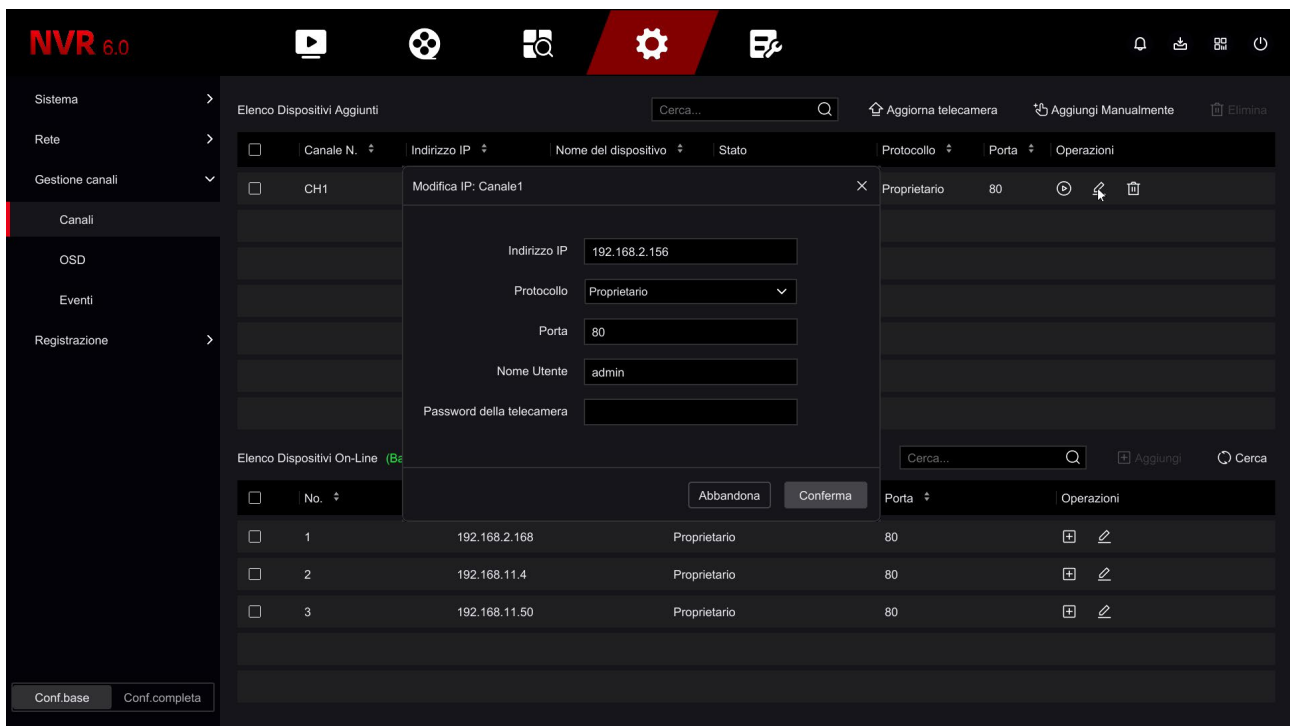 NVR 6.0
Sistema
Rete
Gestione canali
Canali
OSD
Eventi
Registrazione
Conf.base Conf.completa
Elenco Dispositivi Aggiunti Cerca... Aggiorna telecamera Aggiungi Manualmente Elimina
Canale N. Indirizzo IP Nome del dispositivo Stato Protocollo Porta Operazioni
CH1 Proprietario 80
Modifica IP: Canale1
Indirizzo IP 192.168.2.156
Protocollo Proprietario
Porta 80
Nome Utente admin
Password della telecamera
Abbandona Conferma
Elenco Dispositivi On-Line (Ba Cerca... Aggiungi Cerca
No. Porta Operazioni
1 192.168.2.168 Proprietario 80
2 192.168.11.4 Proprietario 80
3 192.168.11.50 Proprietario 80